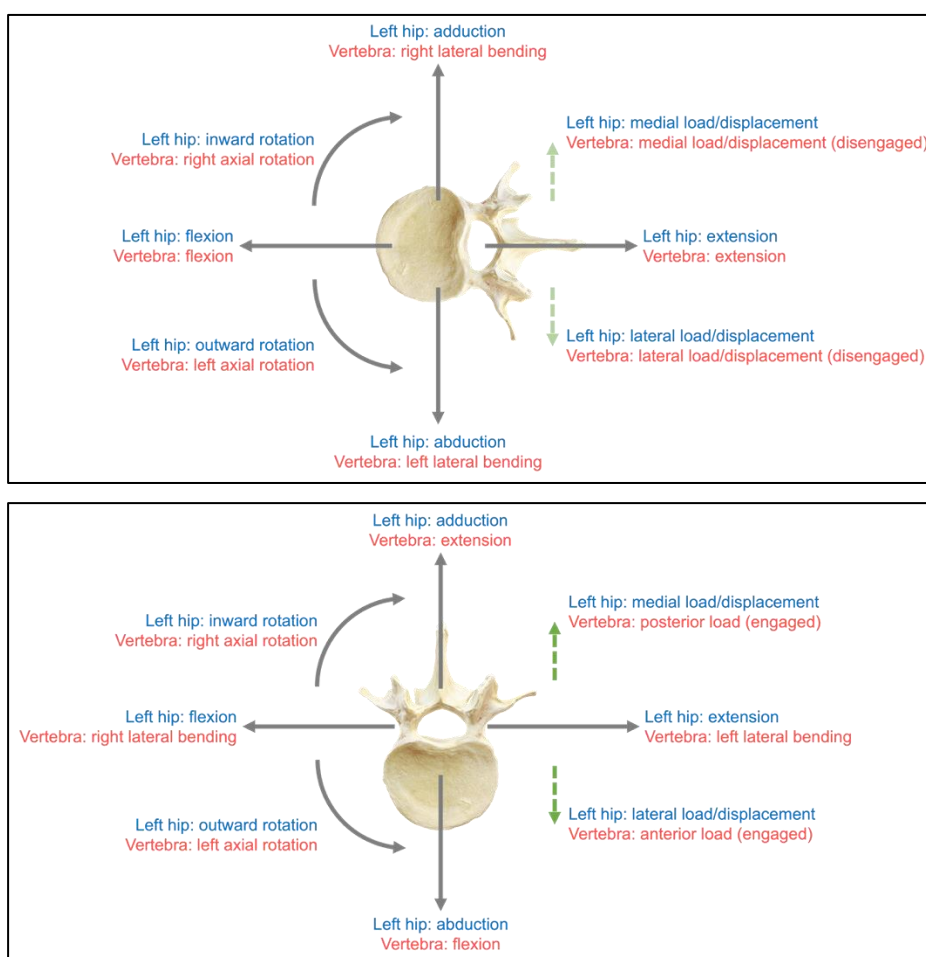 Left hip: adduction
Vertebra: right lateral bending
Left hip: inward rotation
Vertebra: right axial rotation
Left hip: medial load/displacement
Vertebra: medial load/displacement (disengaged)
Left hip: flexion
Vertebra: flexion
Left hip: extension
Vertebra: extension
Left hip: outward rotation
Vertebra: left axial rotation
Left hip: lateral load/displacement
Vertebra: lateral load/displacement (disengaged)
Left hip: abduction
Vertebra: left lateral bending
Left hip: adduction
Vertebra: extension
Left hip: inward rotation
Vertebra: right axial rotation
Left hip: medial load/displacement
Vertebra: posterior load (engaged)
Left hip: flexion
Vertebra: right lateral bending
Left hip: extension
Vertebra: left lateral bending
Left hip: outward rotation
Vertebra: left axial rotation
Left hip: lateral load/displacement
Vertebra: anterior load (engaged)
Left hip: abduction
Vertebra: flexion